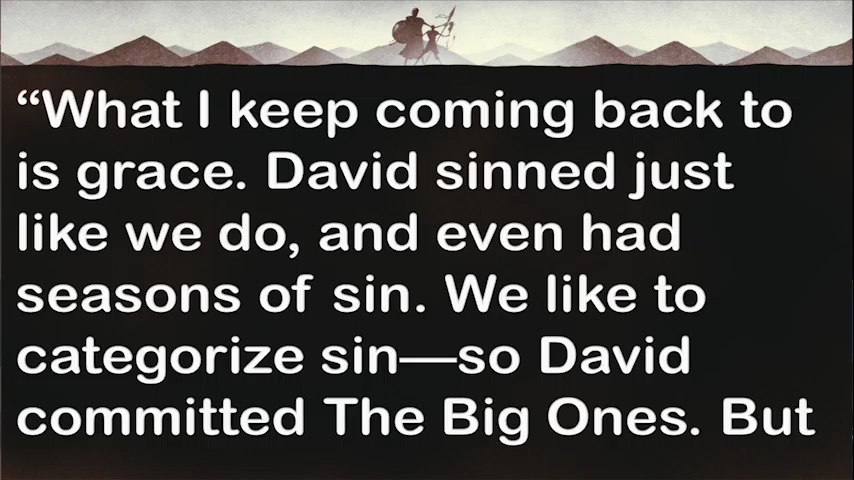 “What I keep coming back to
is grace. David sinned just
like we do, and even had
seasons of sin. We like to
categorize sin—so David
committed The Big Ones. But